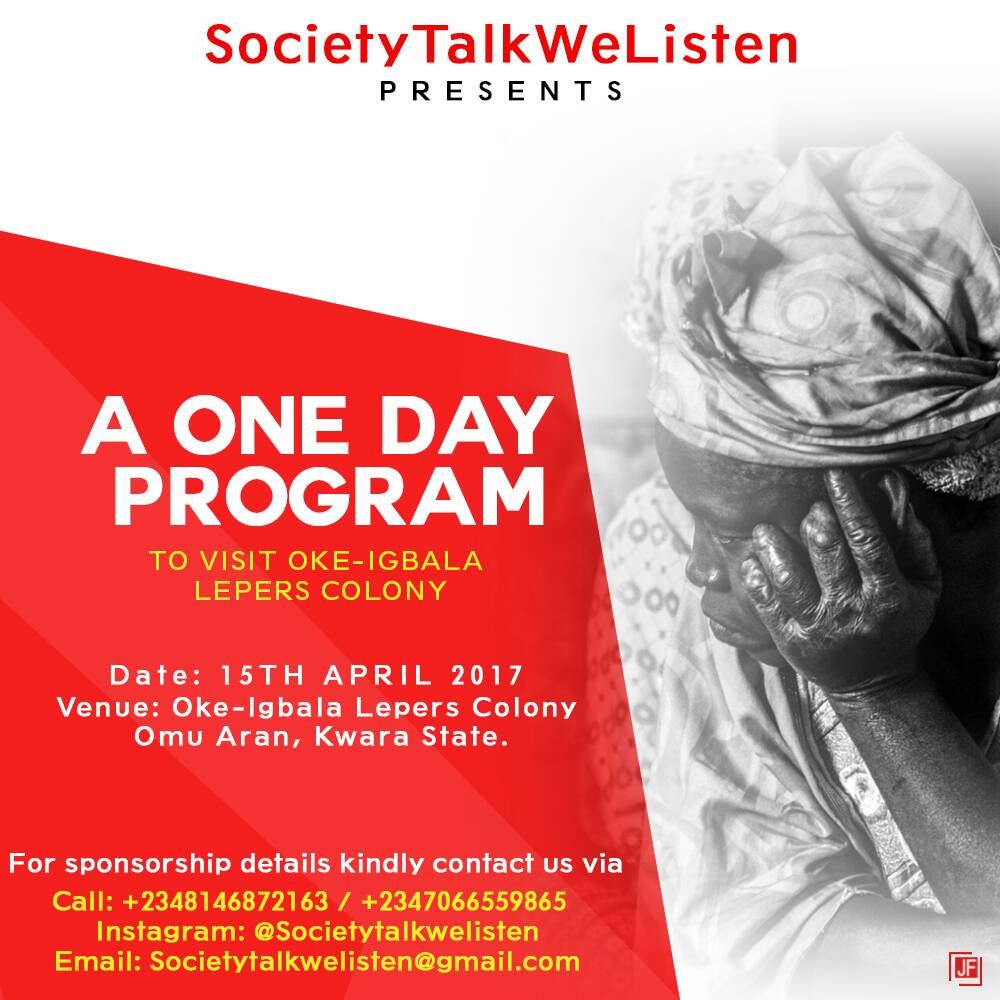 SocietyTalkWeListen
PRESENTS
A ONE DAY
PROGRAM
TO VISIT OKE-IGBALA
LEPERS COLONY
Date: 15TH APRIL 2017
Venue: Oke-Igbala Lepers Colony
Omu Aran, Kwara State.
For sponsorship details kindly contact us via
Call: +2348146872163 / +2347066559865
Instagram: @Societytalkwelisten
Email: Societytalkwelisten@gmail.com
JF